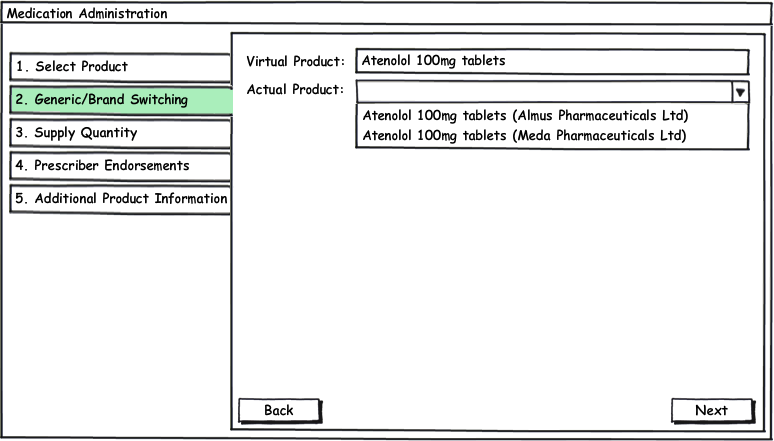 Medication Administration
1. Select Product
2. Generic/Brand Switching
3. Supply Quantity
4. Prescriber Endorsements
5. Additional Product Information
Virtual Product: Atenolol 100mg tablets
Actual Product:
Atenolol 100mg tablets (Almus Pharmaceuticals Ltd)
Atenolol 100mg tablets (Meda Pharmaceuticals Ltd)
Back
Next